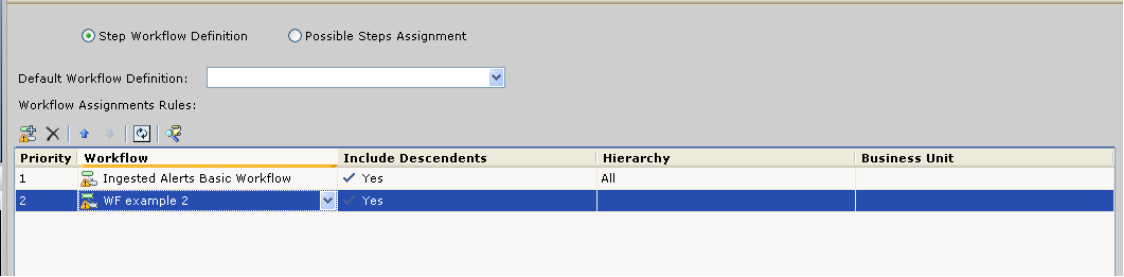 Step Workflow Definition Possible Steps Assignment
Default Workflow Definition:
Workflow Assignments Rules:
Priority Workflow Include Descendents Hierarchy Business Unit
1 Ingested Alerts Basic Workflow Yes All
2 WF example 2 Yes